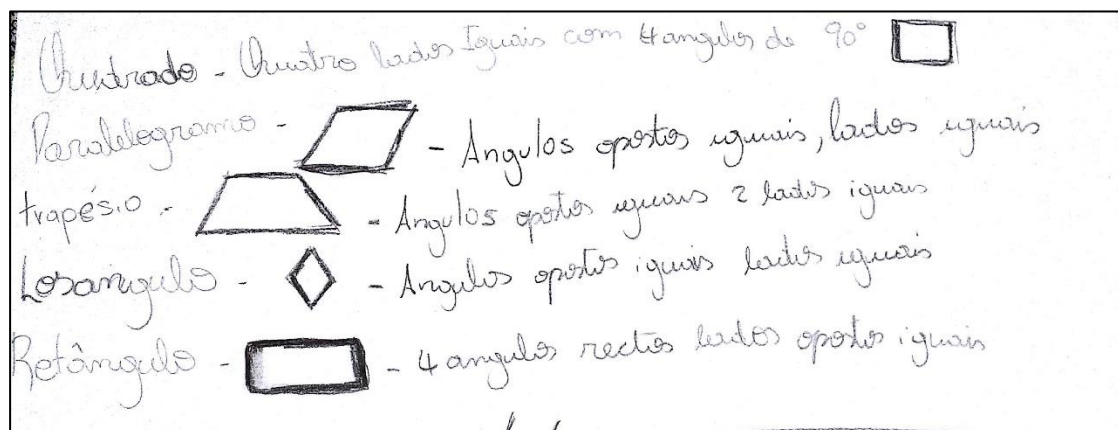 Quadrado - Quatro lados Iguais com 4 angulos de 90°
Paralelogramo - - Angulos opostos iguais, lados iguais
trapésio - - Angulos opostos iguais 2 lados iguais
Losangulo - - Angulos opostos iguais lados iguais
Retângulo - - 4 angulos rectos lados opostos iguais